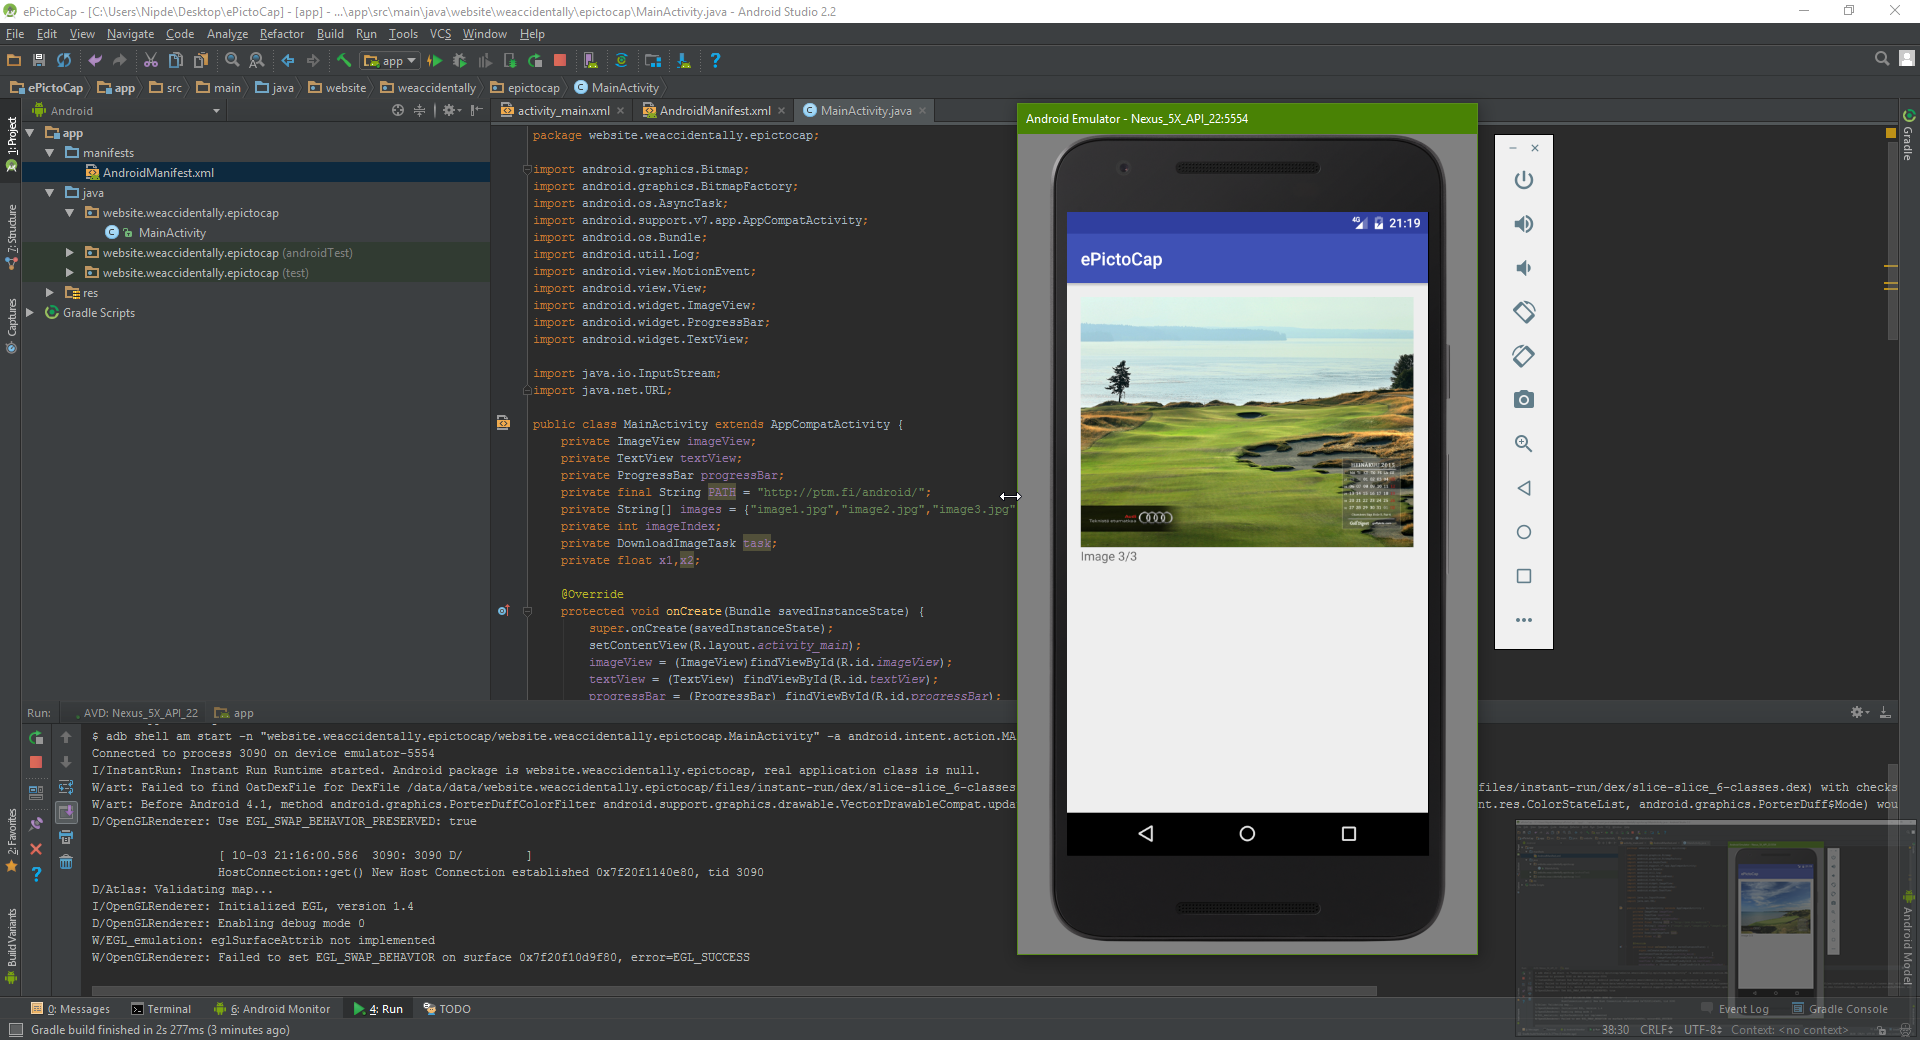 ePictoCap - [C:\Users\Nipde\Desktop\ePictoCap] - [app] - ...\app\src\main\java\website\weaccidentally\epictocap\MainActivity.java - Android Studio 2.2
File Edit View Navigate Code Analyze Refactor Build Run Tools VCS Window Help
app
ePictoCap app src main java website weaccidentally epictocap MainActivity
Android
activity_main.xml AndroidManifest.xml MainActivity.java
1: Project
7: Structure
Captures
2: Favorites
Build Variants
app
manifests
AndroidManifest.xml
java
website.weaccidentally.epictocap
MainActivity
website.weaccidentally.epictocap (androidTest)
website.weaccidentally.epictocap (test)
res
Gradle Scripts
package website.weaccidentally.epictocap;
import android.graphics.Bitmap;
import android.graphics.BitmapFactory;
import android.os.AsyncTask;
import android.support.v7.app.AppCompatActivity;
import android.os.Bundle;
import android.util.Log;
import android.view.MotionEvent;
import android.view.View;
import android.widget.ImageView;
import android.widget.ProgressBar;
import android.widget.TextView;
import java.io.InputStream;
import java.net.URL;
public class MainActivity extends AppCompatActivity {
private ImageView imageView;
private TextView textView;
private ProgressBar progressBar;
private final String PATH = "http://ptm.fi/android/";
private String[] images = {"image1.jpg","image2.jpg","image3.jpg"
private int imageIndex;
private DownloadImageTask task;
private float x1,x2;
@Override
protected void onCreate(Bundle savedInstanceState) {
super.onCreate(savedInstanceState);
setContentView(R.layout.activity_main);
imageView = (ImageView)findViewById(R.id.imageView);
textView = (TextView) findViewById(R.id.textView);
progressBar = (ProgressBar) findViewById(R.id.progressBar);
Android Emulator - Nexus_5X_API_22:5554
4G 21:19
ePictoCap
HEINÄKUU 2015
Audi
Image 3/3
Gradle
Android Model
Run: AVD: Nexus_5X_API_22 app
$ adb shell am start -n "website.weaccidentally.epictocap/website.weaccidentally.epictocap.MainActivity" -a android.intent.action.MA
Connected to process 3090 on device emulator-5554
I/InstantRun: Instant Run Runtime started. Android package is website.weaccidentally.epictocap, real application class is null.
W/art: Failed to find OatDexFile for DexFile /data/data/website.weaccidentally.epictocap/files/instant-run/dex/slice-slice_6-classes files/instant-run/dex/slice-slice_6-classes.dex) with checks
W/art: Before Android 4.1, method android.graphics.PorterDuffColorFilter android.support.graphics.drawable.VectorDrawableCompat.upda nt.res.ColorStateList, android.graphics.PorterDuff$Mode) wou
D/OpenGLRenderer: Use EGL_SWAP_BEHAVIOR_PRESERVED: true
[ 10-03 21:16:00.586 3090: 3090 D/ ]
HostConnection::get() New Host Connection established 0x7f20f1140e80, tid 3090
D/Atlas: Validating map...
I/OpenGLRenderer: Initialized EGL, version 1.4
D/OpenGLRenderer: Enabling debug mode 0
W/EGL_emulation: eglSurfaceAttrib not implemented
W/OpenGLRenderer: Failed to set EGL_SWAP_BEHAVIOR on surface 0x7f20f10d9f80, error=EGL_SUCCESS
0: Messages Terminal 6: Android Monitor 4: Run TODO Event Log Gradle Console
Gradle build finished in 2s 277ms (3 minutes ago) 38:30 CRLF UTF-8 Context: <no context>